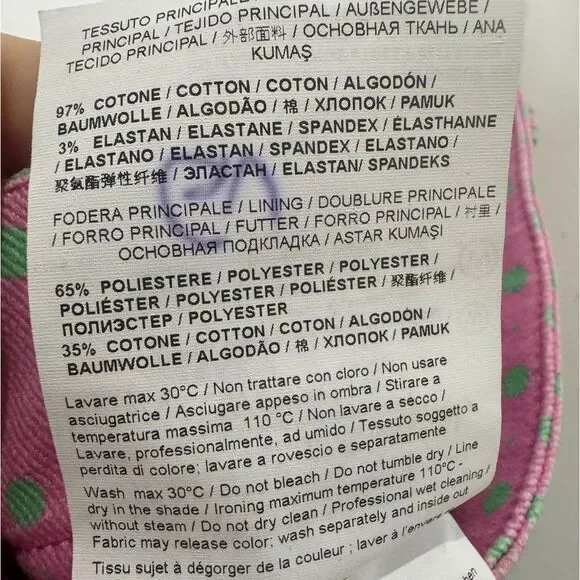 TESSUTO PRINCIPALE
PRINCIPAL / TEJIDO PRINCIPAL / AUßENGEWEBE /
TECIDO PRINCIPAL / 外部面料 / ОСНОВНАЯ ТКАНЬ / ANA
KUMAŞ
97% COTONE / COTTON / COTON / ALGODÓN /
BAUMWOLLE / ALGODÃO / 棉 / ХЛОПОК / PAMUK
3% ELASTAN / ELASTANE / SPANDEX / ÉLASTHANNE
/ ELASTANO / ELASTAN / SPANDEX / ELASTANO /
聚氨酯弹性纤维 / ЭЛАСТАН / ELASTAN/ SPANDEKS
FODERA PRINCIPALE / LINING / DOUBLURE PRINCIPALE
/ FORRO PRINCIPAL / FUTTER / FORRO PRINCIPAL / 衬里 /
ОСНОВНАЯ ПОДКЛАДКА / ASTAR KUMAŞI
65% POLIESTERE / POLYESTER / POLYESTER /
POLIÉSTER / POLYESTER / POLIÉSTER / 聚酯纤维 /
ПОЛИЭСТЕР / POLYESTER
35% COTONE / COTTON / COTON / ALGODÓN /
BAUMWOLLE / ALGODÃO / 棉 / ХЛОПОК / PAMUK
Lavare max 30°C / Non trattare con cloro / Non usare
asciugatrice / Asciugare appeso in ombra / Stirare a
temperatura massima 110 °C / Non lavare a secco /
Lavare, professionalmente, ad umido / Tessuto soggetto a
perdita di colore; lavare a rovescio e separatamente
Wash max 30°C / Do not bleach / Do not tumble dry / Line
dry in the shade / Ironing maximum temperature 110°C -
without steam / Do not dry clean / Professional wet cleaning /
Fabric may release color; wash separately and inside out
Tissu sujet à dégorger de la couleur ; laver à l'envers